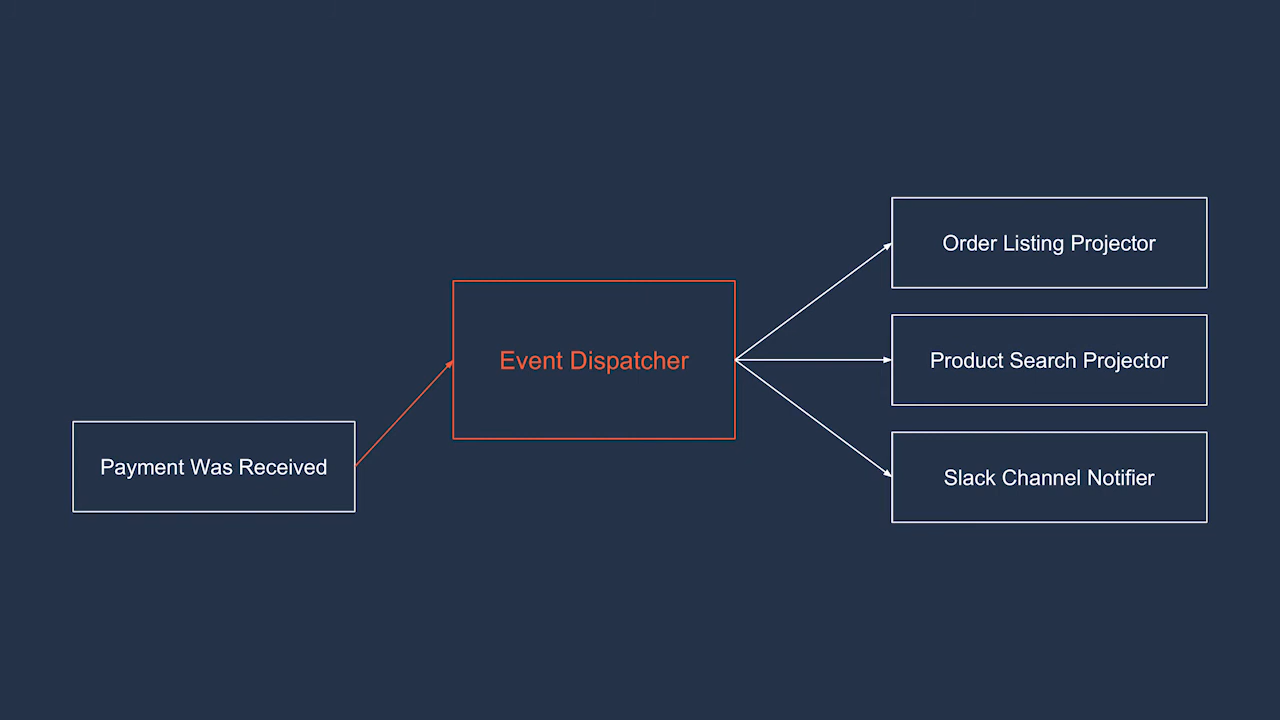 Payment Was Received
Event Dispatcher
Order Listing Projector
Product Search Projector
Slack Channel Notifier